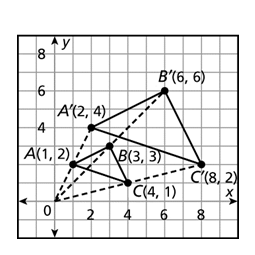 8
y
B′(6, 6)
6
A′(2, 4)
4
A(1, 2)
B(3, 3)
2
C′(8, 2)
C(4, 1)
x
0
2
4
6
8